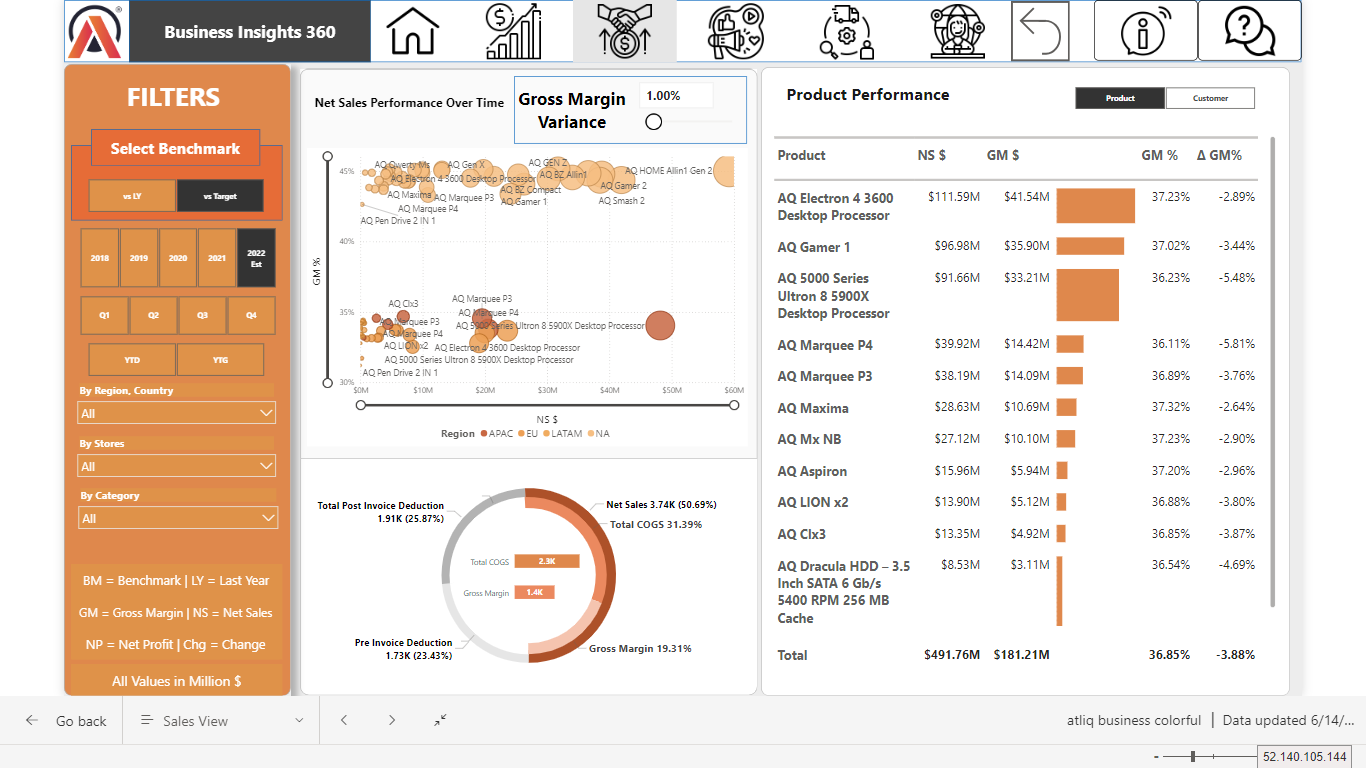 Business Insights 360
FILTERS
Select Benchmark
vs LY
vs Target
2018
2019
2020
2021
2022
Est
Q1
Q2
Q3
Q4
YTD
YTG
By Region, Country
All
By Stores
All
By Category
All
BM = Benchmark | LY = Last Year
GM = Gross Margin | NS = Net Sales
NP = Net Profit | Chg = Change
All Values in Million $
Net Sales Performance Over Time
Gross Margin
Variance
1.00%
GM %
45%
40%
35%
30%
AQ Qwerty Ms
AQ Gen X
AQ GEN Z
AQ HOME Allin1 Gen 2
AQ Electron 4 3600 Desktop Processor
AQ BZ Allin1
AQ BZ Compact
AQ Gamer 2
AQ Maxima
AQ Marquee P3
AQ Gamer 1
AQ Smash 2
AQ Marquee P4
AQ Pen Drive 2 IN 1
AQ Clx3
AQ Marquee P3
AQ Marquee P4
AQ Marquee P3
AQ 5000 Series Ultron 8 5900X Desktop Processor
AQ Marquee P4
AQ LION x2
AQ Electron 4 3600 Desktop Processor
AQ 5000 Series Ultron 8 5900X Desktop Processor
AQ Pen Drive 2 IN 1
$0M
$10M
$20M
$30M
$40M
$50M
$60M
NS $
Region APAC EU LATAM NA
Total Post Invoice Deduction
1.91K (25.87%)
Net Sales 3.74K (50.69%)
Total COGS 31.39%
Total COGS 2.3K
Gross Margin 1.4K
Pre Invoice Deduction
1.73K (23.43%)
Gross Margin 19.31%
Product Performance
Product
Customer
Product NS $ GM $ GM % Δ GM%
AQ Electron 4 3600 $111.59M $41.54M 37.23% -2.89%
Desktop Processor
AQ Gamer 1 $96.98M $35.90M 37.02% -3.44%
AQ 5000 Series $91.66M $33.21M 36.23% -5.48%
Ultron 8 5900X
Desktop Processor
AQ Marquee P4 $39.92M $14.42M 36.11% -5.81%
AQ Marquee P3 $38.19M $14.09M 36.89% -3.76%
AQ Maxima $28.63M $10.69M 37.32% -2.64%
AQ Mx NB $27.12M $10.10M 37.23% -2.90%
AQ Aspiron $15.96M $5.94M 37.20% -2.96%
AQ LION x2 $13.90M $5.12M 36.88% -3.80%
AQ Clx3 $13.35M $4.92M 36.85% -3.87%
AQ Dracula HDD – 3.5 $8.53M $3.11M 36.54% -4.69%
Inch SATA 6 Gb/s
5400 RPM 256 MB
Cache
Total $491.76M $181.21M 36.85% -3.88%
Go back
Sales View
atliq business colorful | Data updated 6/14/...
52.140.105.144